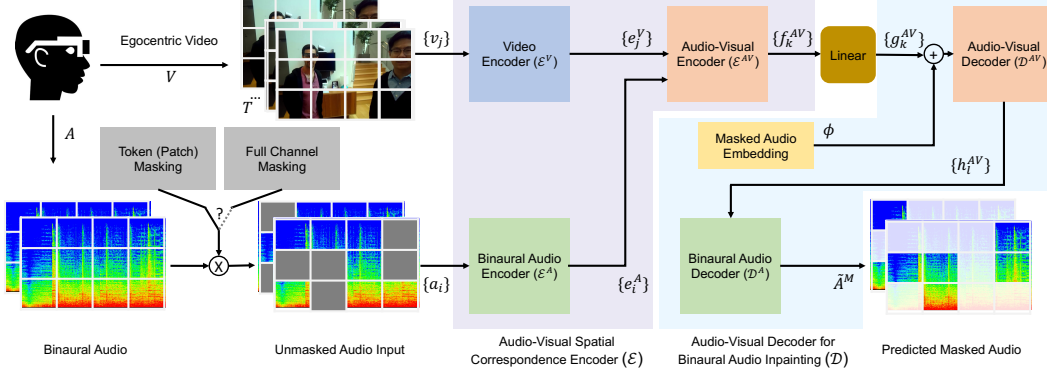 Egocentric Video
V
A
T
...
{v_j}
Video
Encoder (ℰ^V)
{e_j^V}
Audio-Visual
Encoder (ℰ^{AV})
{f_k^{AV}}
Linear
{g_k^{AV}}
+
Audio-Visual
Decoder (𝒟^{AV})
Token (Patch)
Masking
Full Channel
Masking
?
X
Masked Audio
Embedding
ϕ
{h_l^{AV}}
{a_i}
Binaural Audio
Encoder (ℰ^A)
{e_i^A}
Binaural Audio
Decoder (𝒟^A)
Ã^M
Binaural Audio
Unmasked Audio Input
Audio-Visual Spatial
Correspondence Encoder (ℰ)
Audio-Visual Decoder for
Binaural Audio Inpainting (𝒟)
Predicted Masked Audio